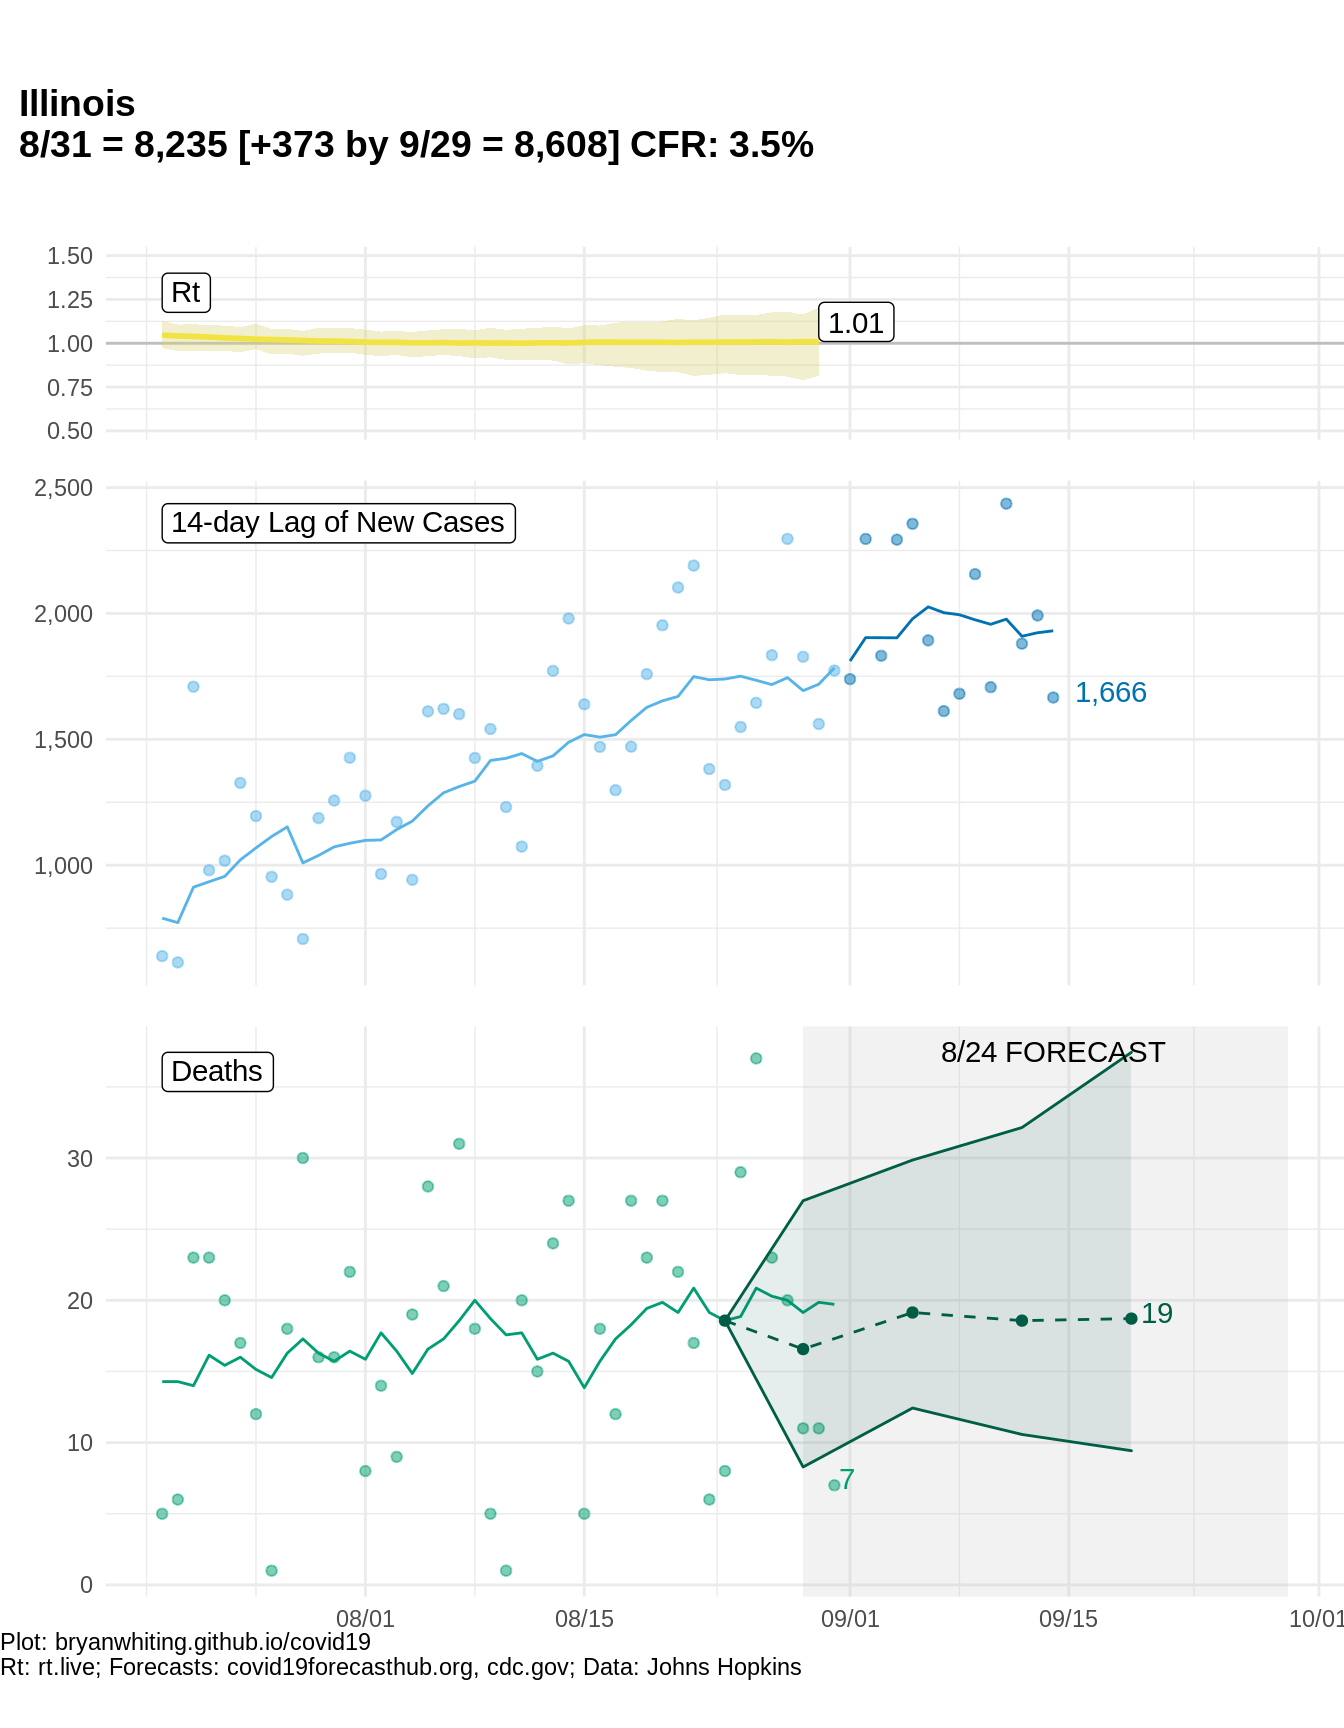 Illinois
8/31 = 8,235 [+373 by 9/29 = 8,608] CFR: 3.5%
1.50
1.25
1.00
0.75
0.50
Rt
1.01
2,500
2,000
1,500
1,000
14-day Lag of New Cases
1,666
Deaths
8/24 FORECAST
30
20
10
0
19
7
08/01
08/15
09/01
09/15
10/01
Plot: bryanwhiting.github.io/covid19
Rt: rt.live; Forecasts: covid19forecasthub.org, cdc.gov; Data: Johns Hopkins